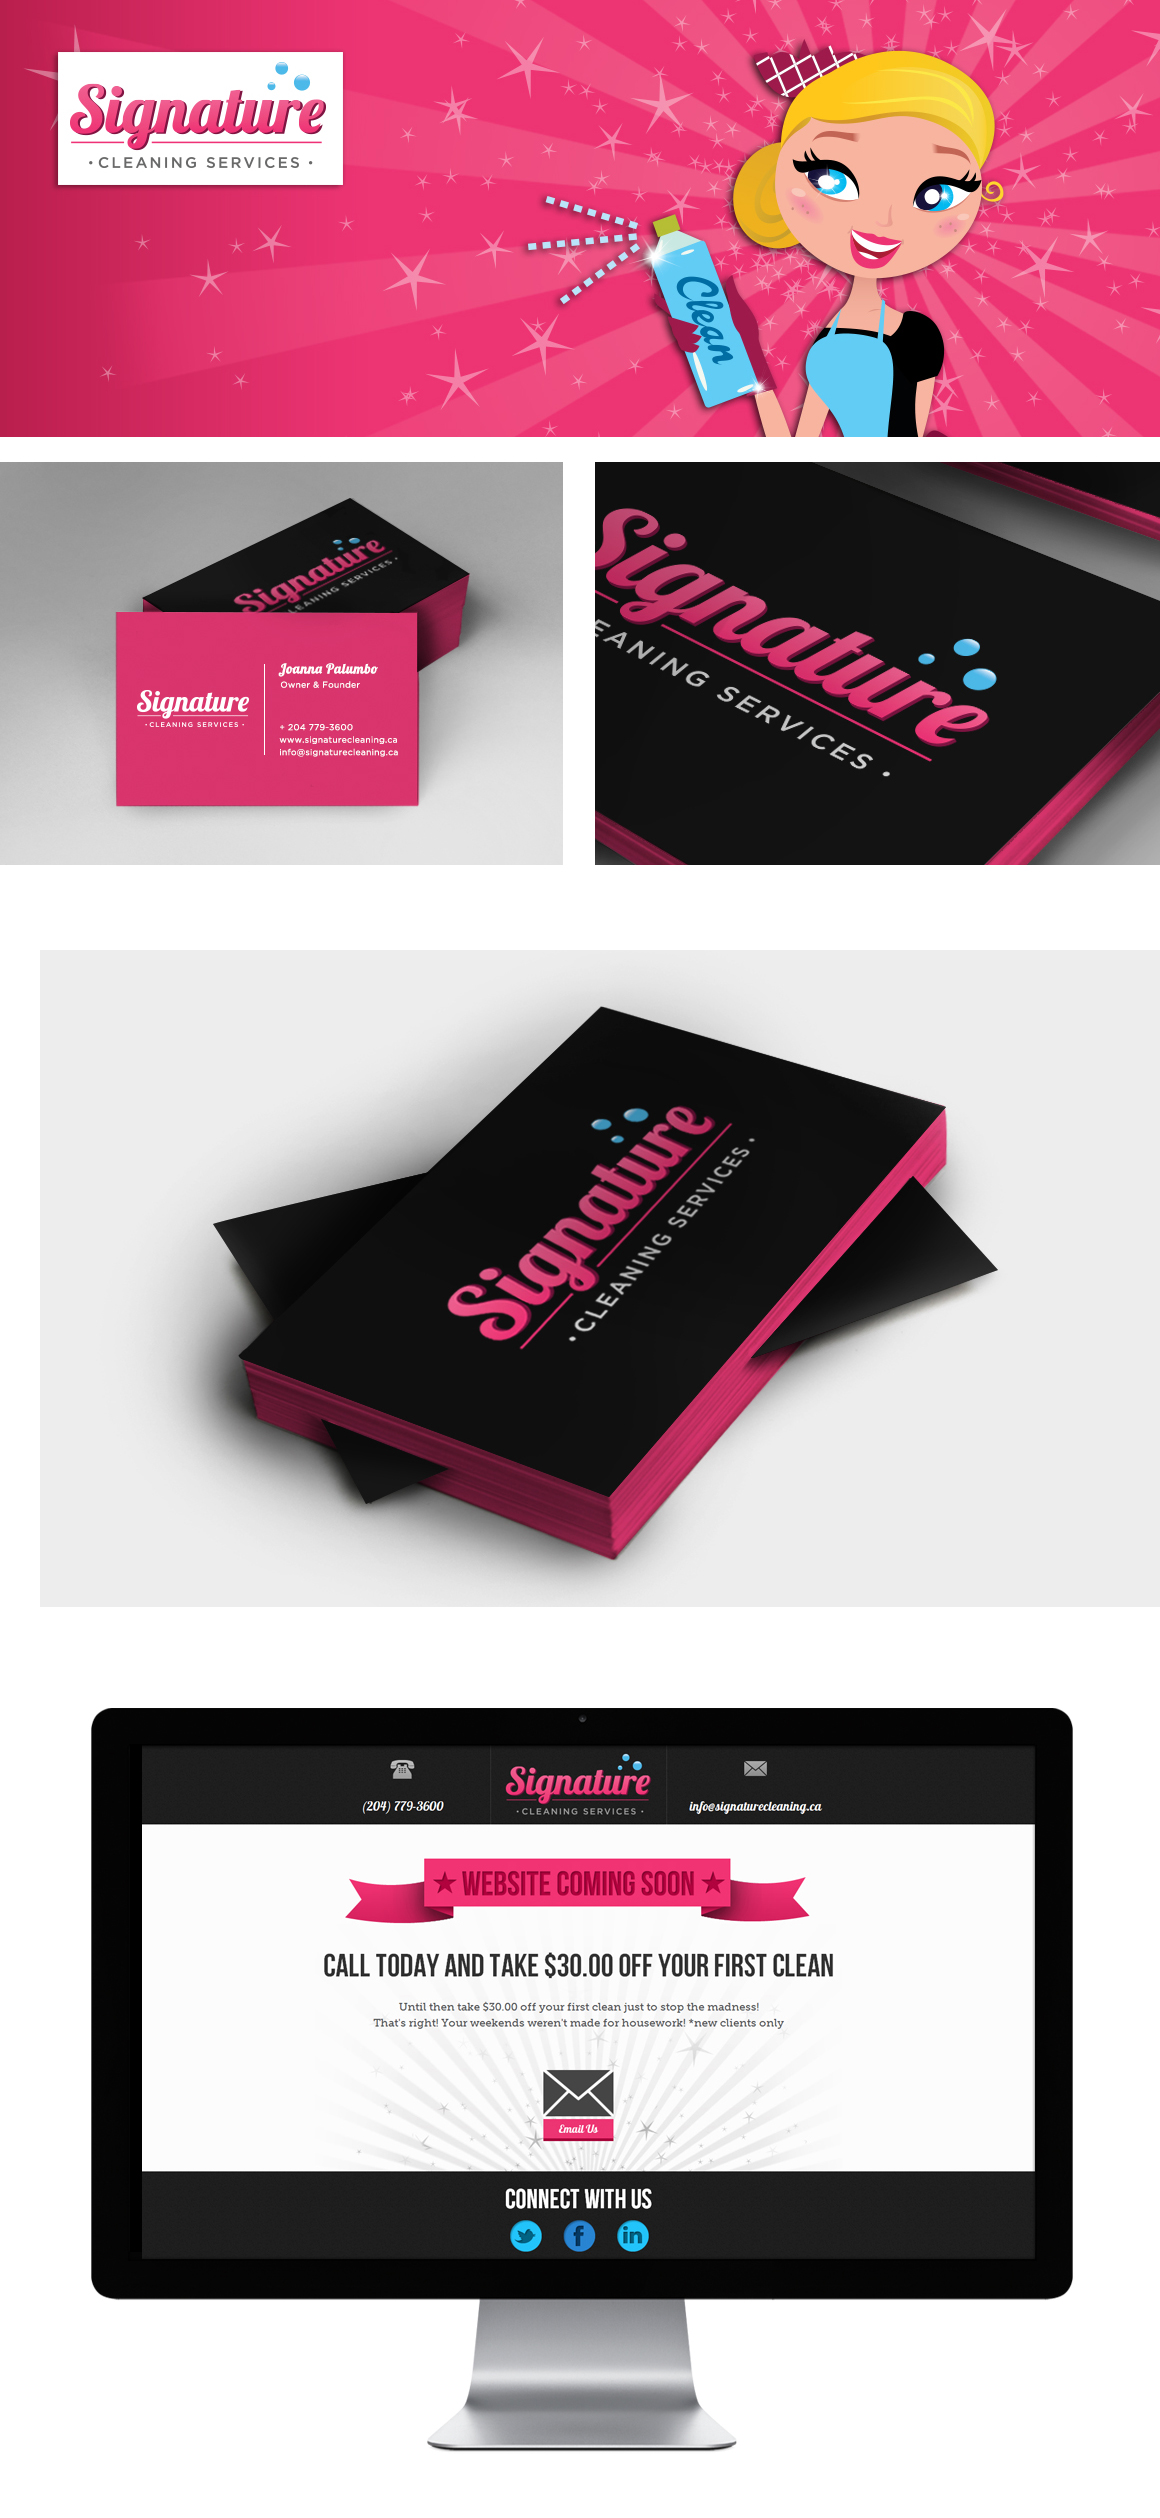 Signature
• CLEANING SERVICES •
Clean
Signature
LEANING SERVICES •
Signature
• CLEANING SERVICES •
Joanna Palumbo
Owner & Founder
+ 204 779-3600
www.signaturecleaning.ca
info@signaturecleaning.ca
Signature
EANING SERVICES •
Signature
• CLEANING SERVICES •
(204) 779-3600
Signature
• CLEANING SERVICES •
info@signaturecleaning.ca
★ WEBSITE COMING SOON ★
CALL TODAY AND TAKE $30.00 OFF YOUR FIRST CLEAN
Until then take $30.00 off your first clean just to stop the madness!
That's right! Your weekends weren't made for housework! *new clients only
Email Us
CONNECT WITH US
f
in